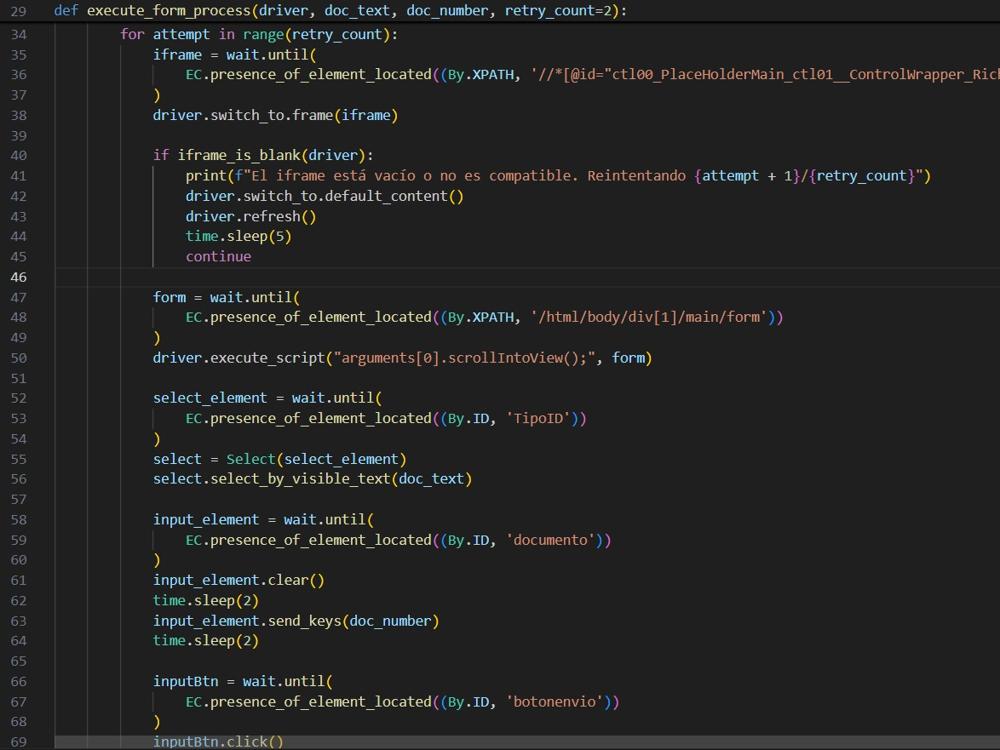 29 def execute_form_process(driver, doc_text, doc_number, retry_count=2):
34 for attempt in range(retry_count):
35 iframe = wait.until(
36 EC.presence_of_element_located((By.XPATH, '//*[@id="ctl00_PlaceHolderMain_ctl01__ControlWrapper_Rich
37 )
38 driver.switch_to.frame(iframe)
39
40 if iframe_is_blank(driver):
41 print(f"El iframe está vacío o no es compatible. Reintentando {attempt + 1}/{retry_count}")
42 driver.switch_to.default_content()
43 driver.refresh()
44 time.sleep(5)
45 continue
46
47 form = wait.until(
48 EC.presence_of_element_located((By.XPATH, '/html/body/div[1]/main/form'))
49 )
50 driver.execute_script("arguments[0].scrollIntoView();", form)
51
52 select_element = wait.until(
53 EC.presence_of_element_located((By.ID, 'TipoID'))
54 )
55 select = Select(select_element)
56 select.select_by_visible_text(doc_text)
57
58 input_element = wait.until(
59 EC.presence_of_element_located((By.ID, 'documento'))
60 )
61 input_element.clear()
62 time.sleep(2)
63 input_element.send_keys(doc_number)
64 time.sleep(2)
65
66 inputBtn = wait.until(
67 EC.presence_of_element_located((By.ID, 'botonenvio'))
68 )
69 inputBtn.click()